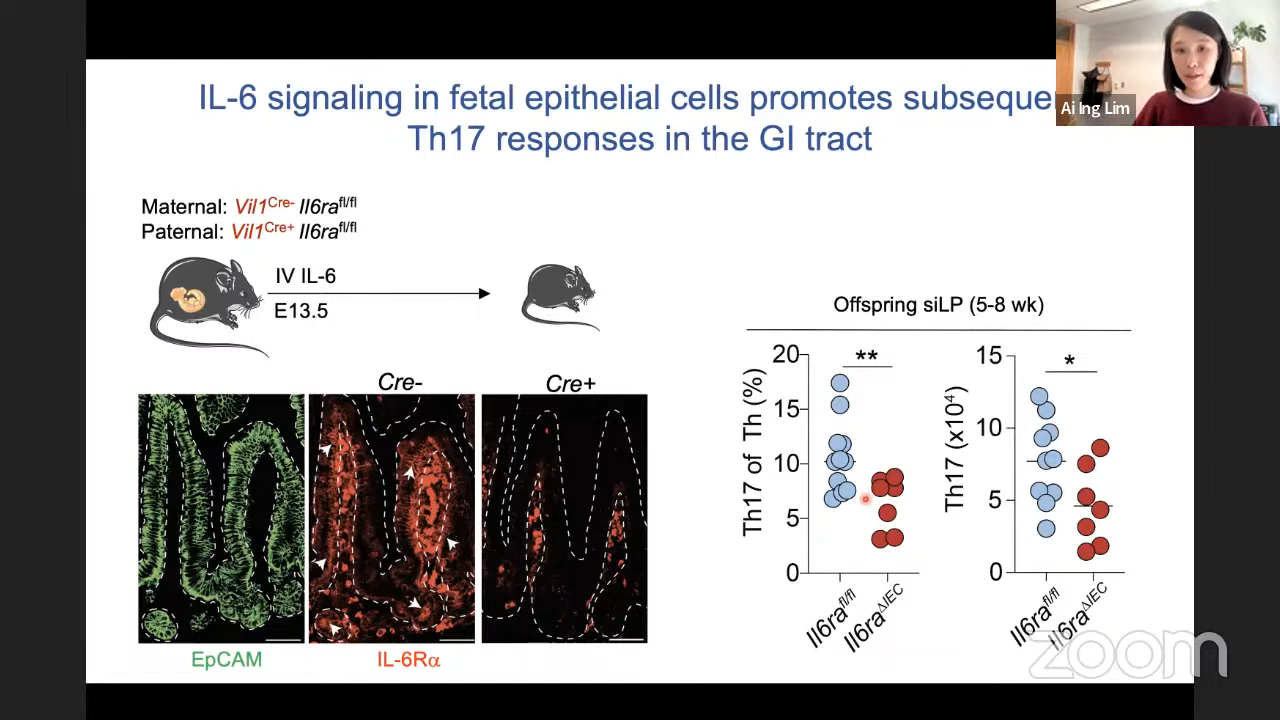 IL-6 signaling in fetal epithelial cells promotes
Th17 responses in the GI tract
Ai Ing Lim
Maternal: Vil1Cre- Il6rafl/fl
Paternal: Vil1Cre+ Il6rafl/fl
IV IL-6
E13.5
Offspring siLP (5-8 wk)
Cre-
Cre+
EpCAM
IL-6Rα
Th17 of Th (%)
20
15
10
5
0
**
Il6rafl/fl
Il6raΔIEC
Th17 (x10⁴)
15
10
5
0
*
Il6rafl/fl
Il6raΔIEC
zoom